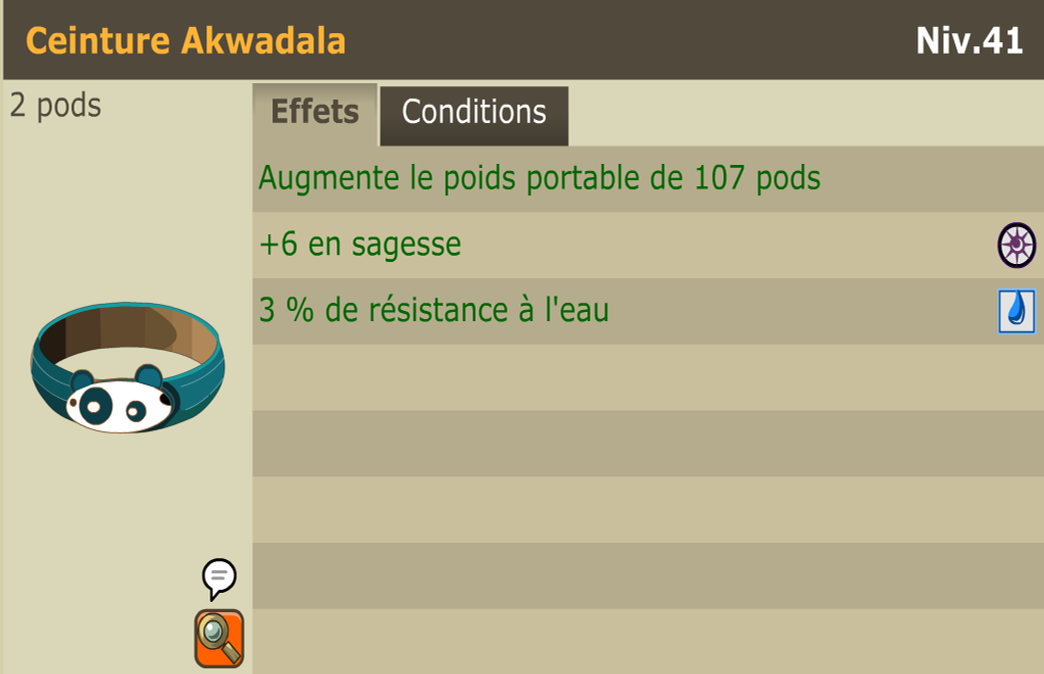 Ceinture Akwadala
Niv.41
2 pods
Effets
Conditions
Augmente le poids portable de 107 pods
+6 en sagesse
3 % de résistance à l'eau